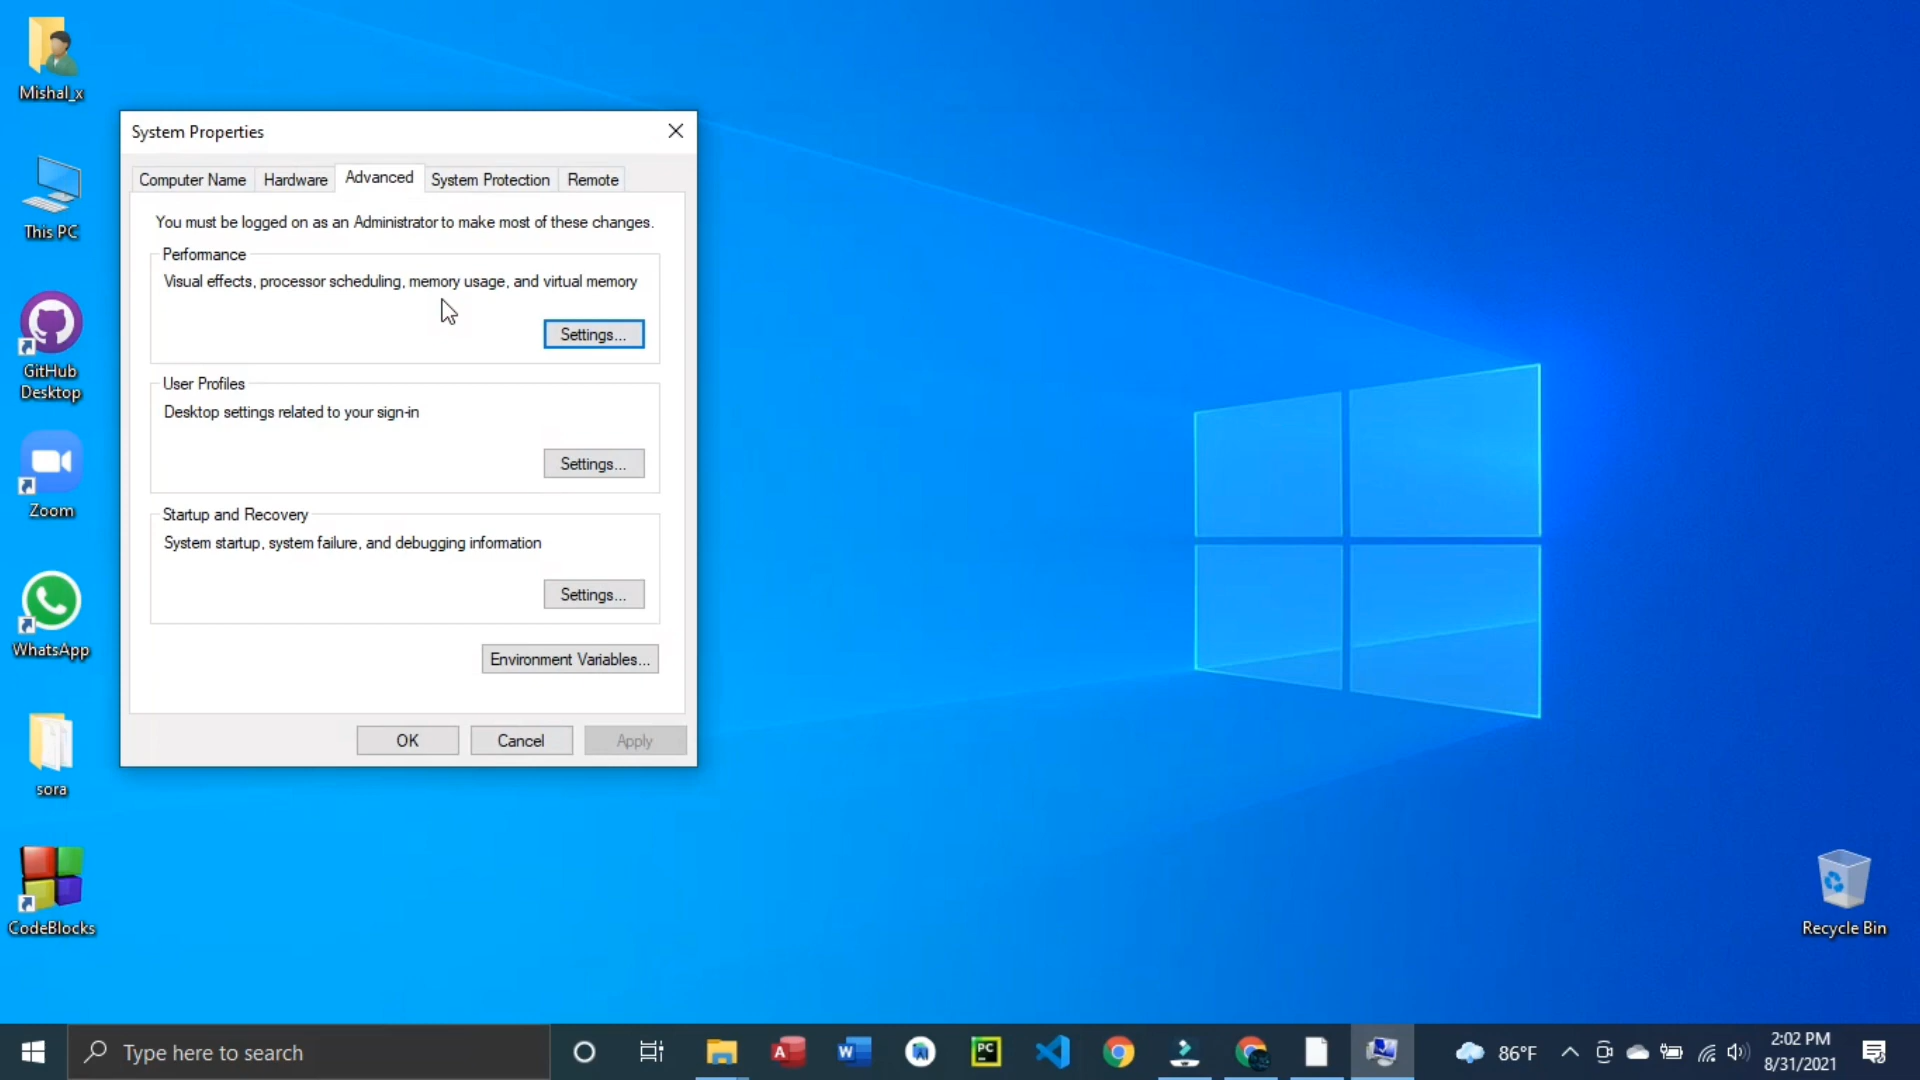 Mishal_x
This PC
GitHub
Desktop
Zoom
WhatsApp
sora
CodeBlocks
System Properties
Computer Name
Hardware
Advanced
System Protection
Remote
You must be logged on as an Administrator to make most of these changes.
Performance
Visual effects, processor scheduling, memory usage, and virtual memory
Settings...
User Profiles
Desktop settings related to your sign-in
Settings...
Startup and Recovery
System startup, system failure, and debugging information
Settings...
Environment Variables...
OK
Cancel
Apply
Recycle Bin
Type here to search
A
W
PC
86°F
2:02 PM
8/31/2021